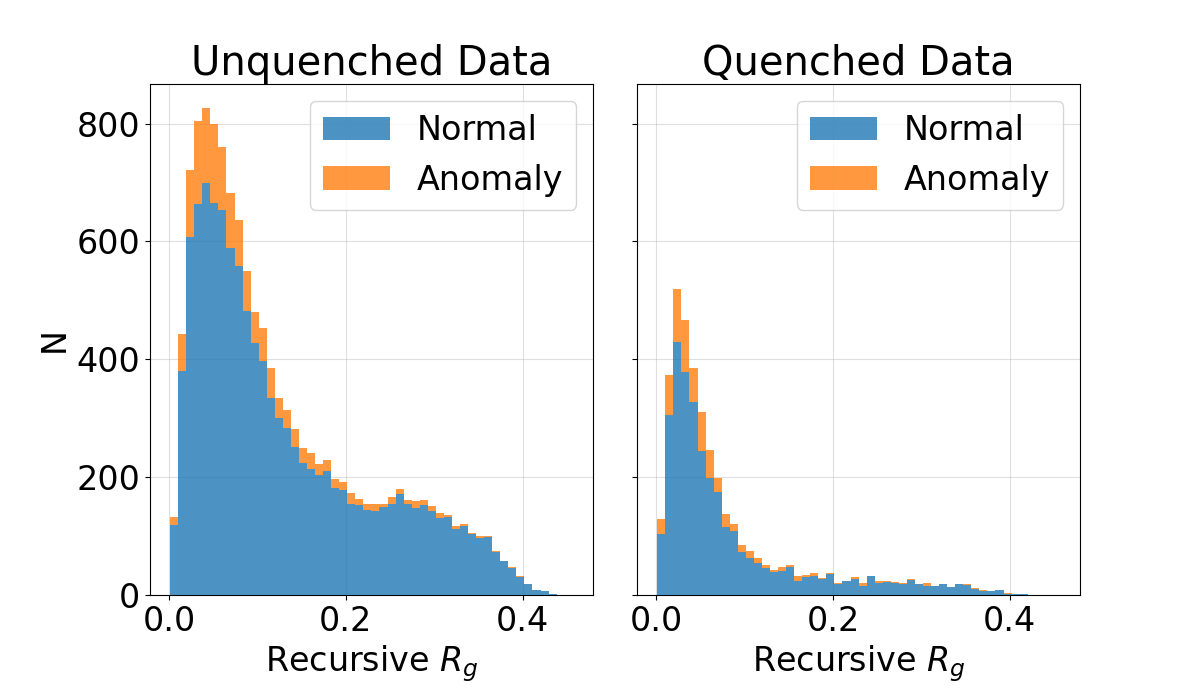 Unquenched Data
Quenched Data
Normal
Anomaly
Normal
Anomaly
N
800
600
400
200
0
0.0 0.2 0.4
0.0 0.2 0.4
Recursive $R_g$
Recursive $R_g$